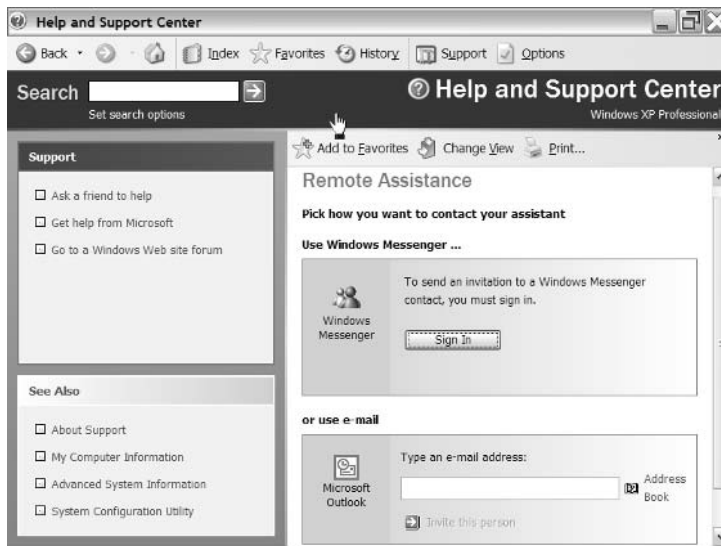 Help and Support Center
Back Index Favorites History Support Options
Search
Set search options
Help and Support Center
Windows XP Professional
Support
Ask a friend to help
Get help from Microsoft
Go to a Windows Web site forum
See Also
About Support
My Computer Information
Advanced System Information
System Configuration Utility
Add to Favorites Change View Print...
Remote Assistance
Pick how you want to contact your assistant
Use Windows Messenger ...
Windows Messenger
To send an invitation to a Windows Messenger
contact, you must sign in.
Sign In
or use e-mail
Microsoft
Outlook
Type an e-mail address:
Address
Book
Invite this person